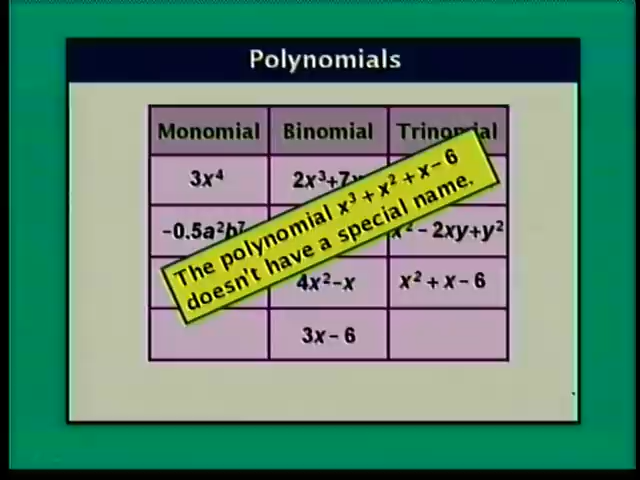 Polynomials
Monomial Binomial Trinomial
3x⁴ 2x³+7x
-0.5a²b⁷ x² - 2xy+y²
4x²-x x² + x - 6
3x - 6
The polynomial x³ + x² + x - 6
doesn't have a special name.